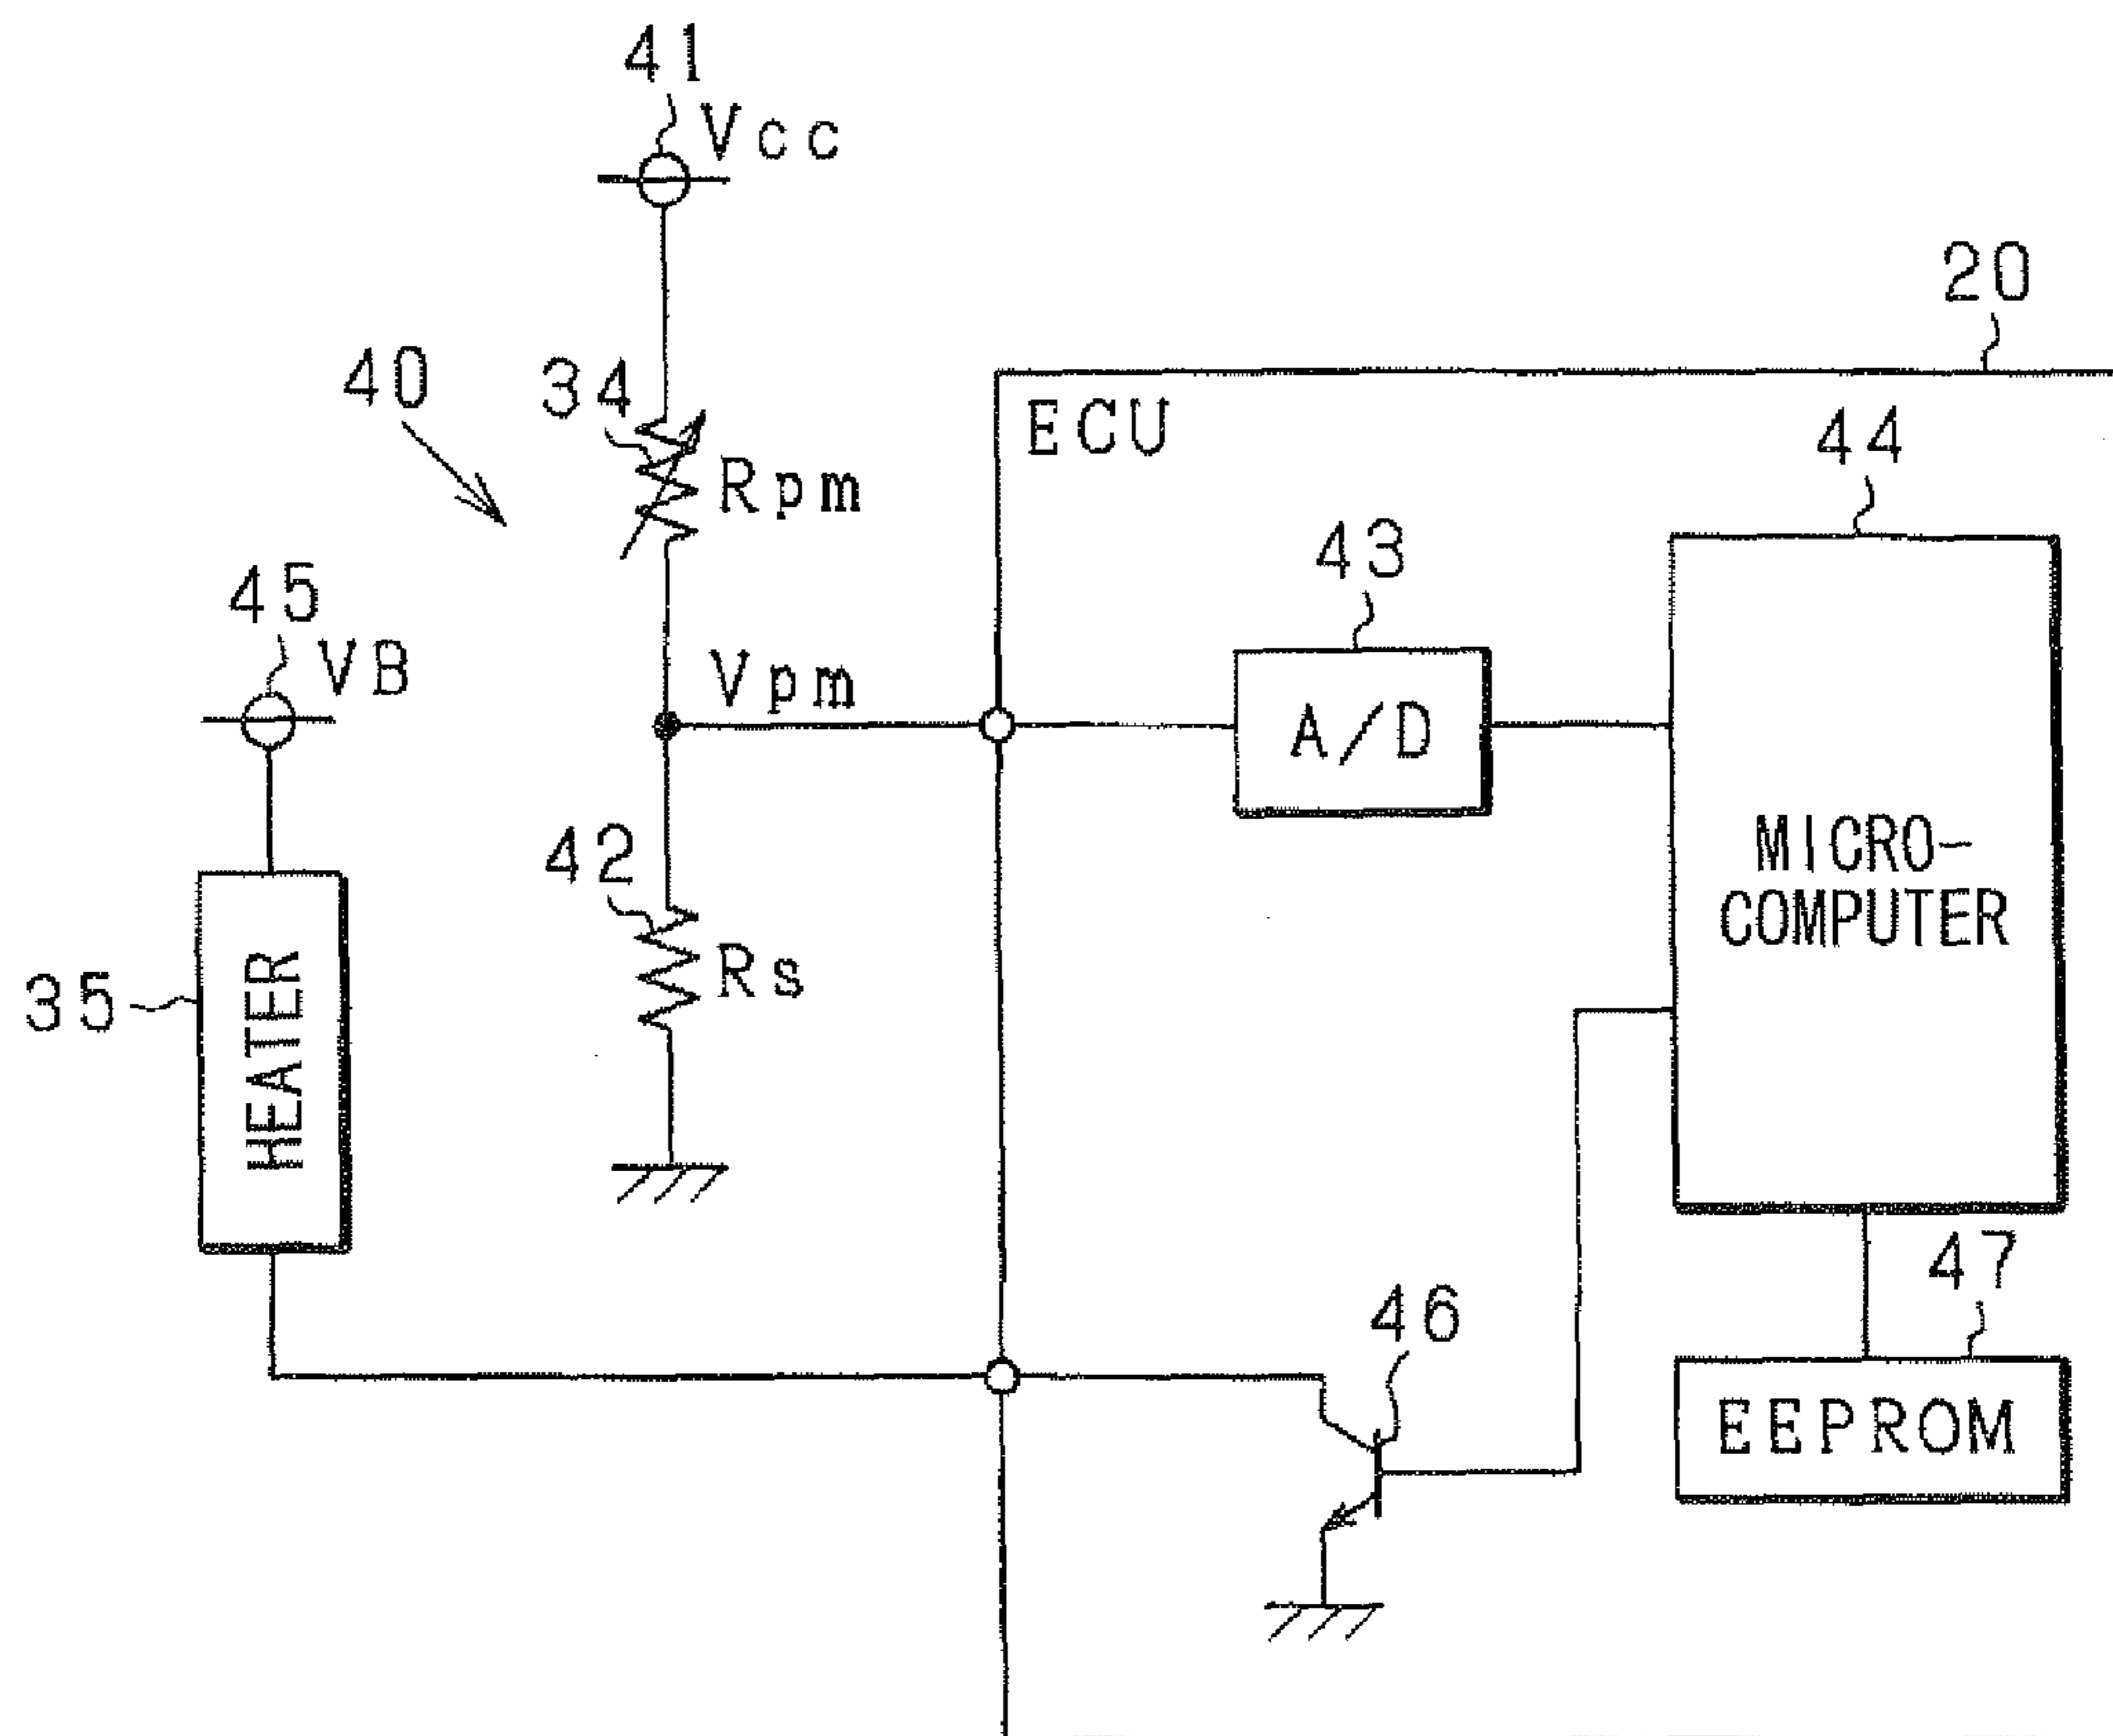 41
Vcc
20
40
34
ECU
44
Rpm
43
45
VB
Vpm
A/D
MICRO-
COMPUTER
42
Rs
35
HEATER
47
46
EEPROM